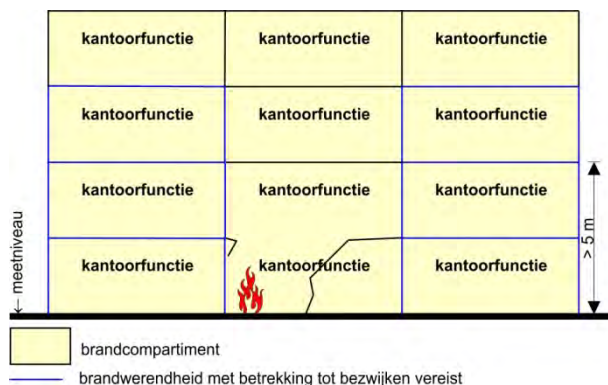 kantoorfunctie kantoorfunctie kantoorfunctie
kantoorfunctie kantoorfunctie kantoorfunctie
kantoorfunctie kantoorfunctie kantoorfunctie
kantoorfunctie kantoorfunctie kantoorfunctie
← meetniveau
> 5 m
brandcompartiment
brandwerendheid met betrekking tot bezwijken vereist